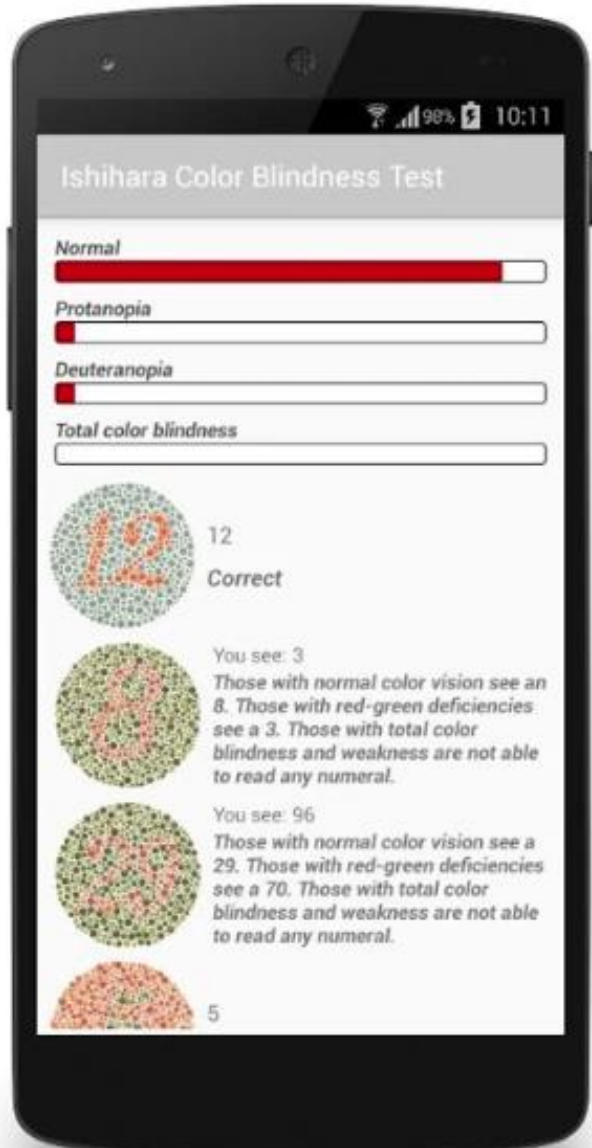 98% 10:11
Ishihara Color Blindness Test
Normal
Protanopia
Deuteranopia
Total color blindness
12
12
Correct
8
You see: 3
Those with normal color vision see an
8. Those with red-green deficiencies
see a 3. Those with total color
blindness and weakness are not able
to read any numeral.
29
You see: 96
Those with normal color vision see a
29. Those with red-green deficiencies
see a 70. Those with total color
blindness and weakness are not able
to read any numeral.
5